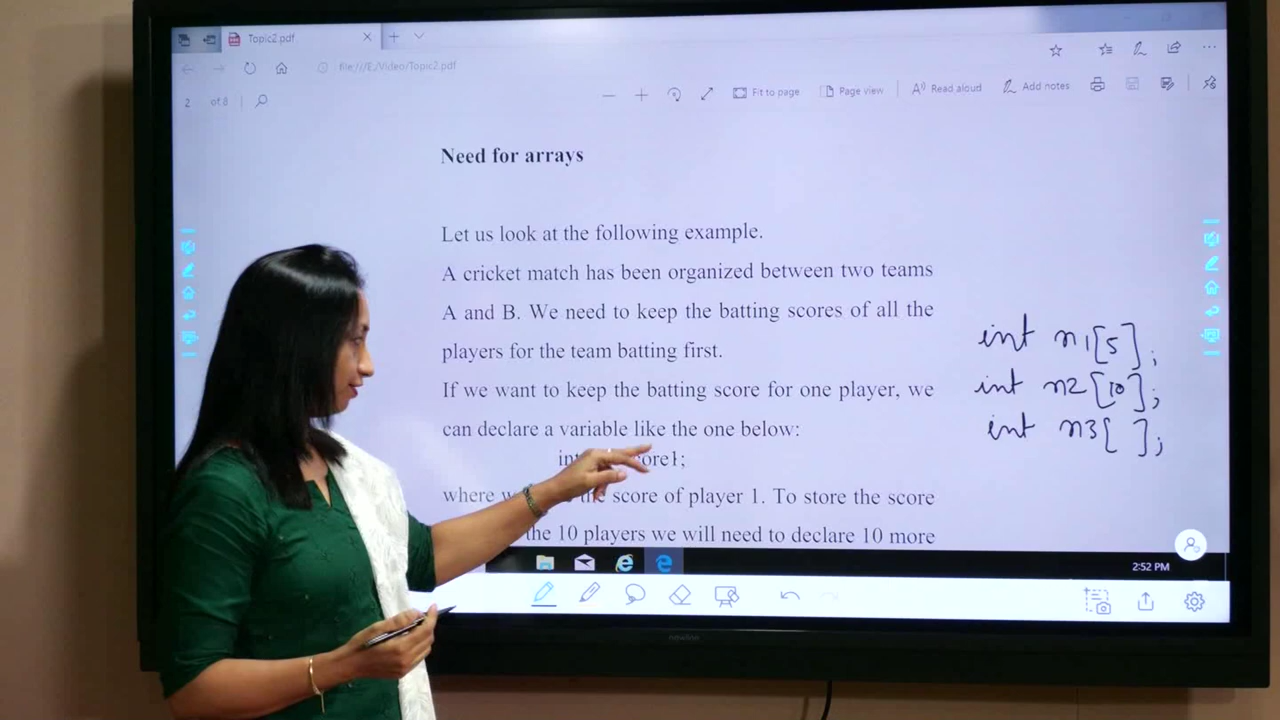 Topic2.pdf
file:///E:/Video/Topic2.pdf
2 of 8
Fit to page
Page view
Read aloud
Add notes
Need for arrays
Let us look at the following example.
A cricket match has been organized between two teams
A and B. We need to keep the batting scores of all the
players for the team batting first.
If we want to keep the batting score for one player, we
can declare a variable like the one below:
int
where the score of player 1. To store the score
the 10 players we will need to declare 10 more
int n1[5];
int n2[10];
int n3[ ];
2:52 PM
newline